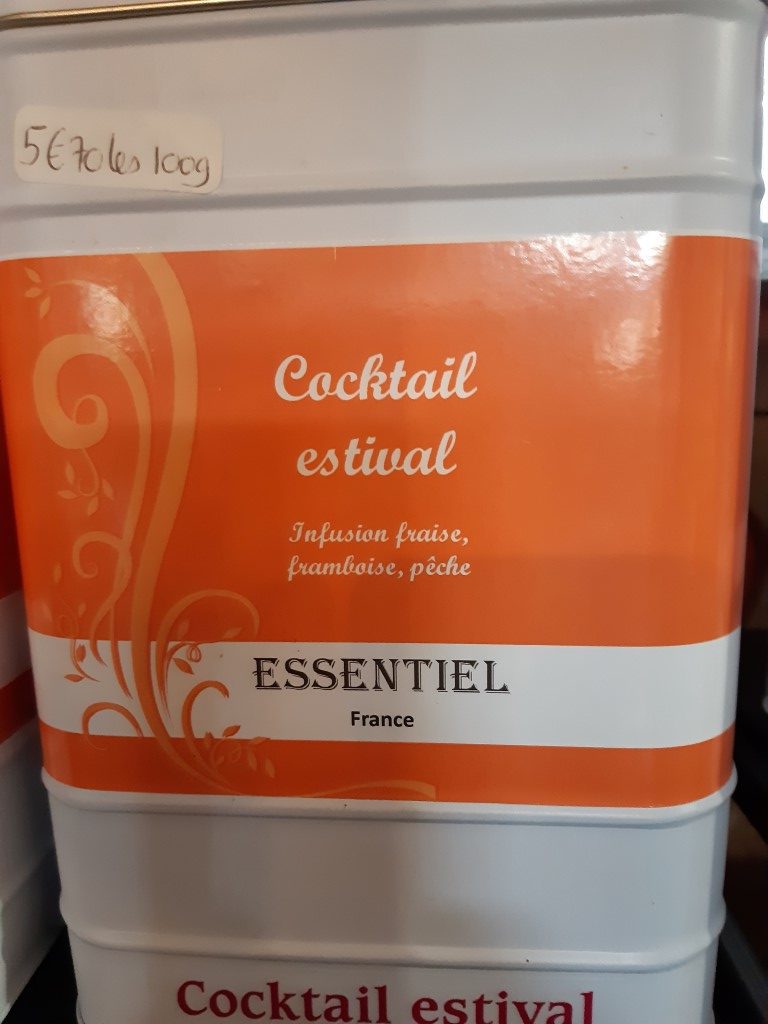 5€70 les 100g
Cocktail
estival
Infusion fraise,
framboise, pêche
ESSENTIEL
France
Cocktail estival